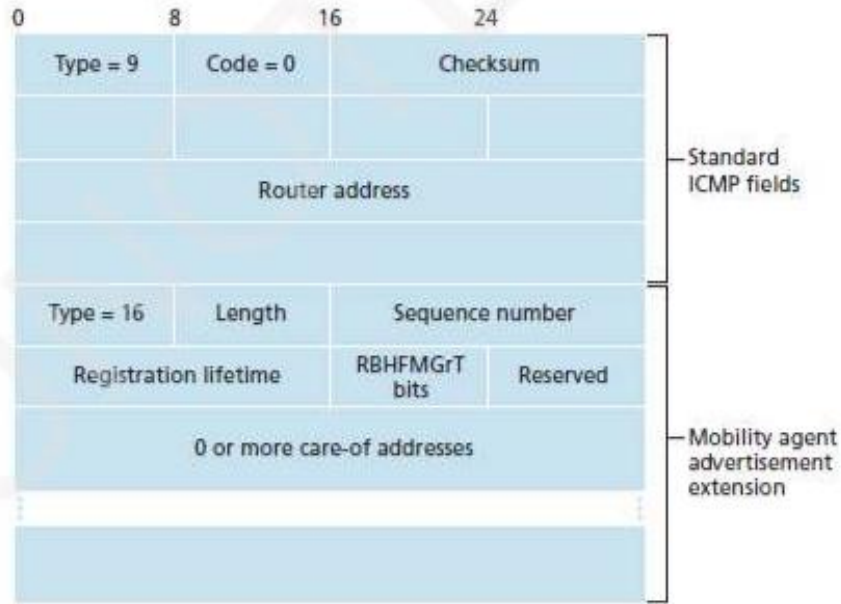 0 8 16 24
Type = 9 Code = 0 Checksum
Router address
Standard
ICMP fields
Type = 16 Length Sequence number
Registration lifetime RBHFMGrT
bits Reserved
0 or more care-of addresses
Mobility agent
advertisement
extension